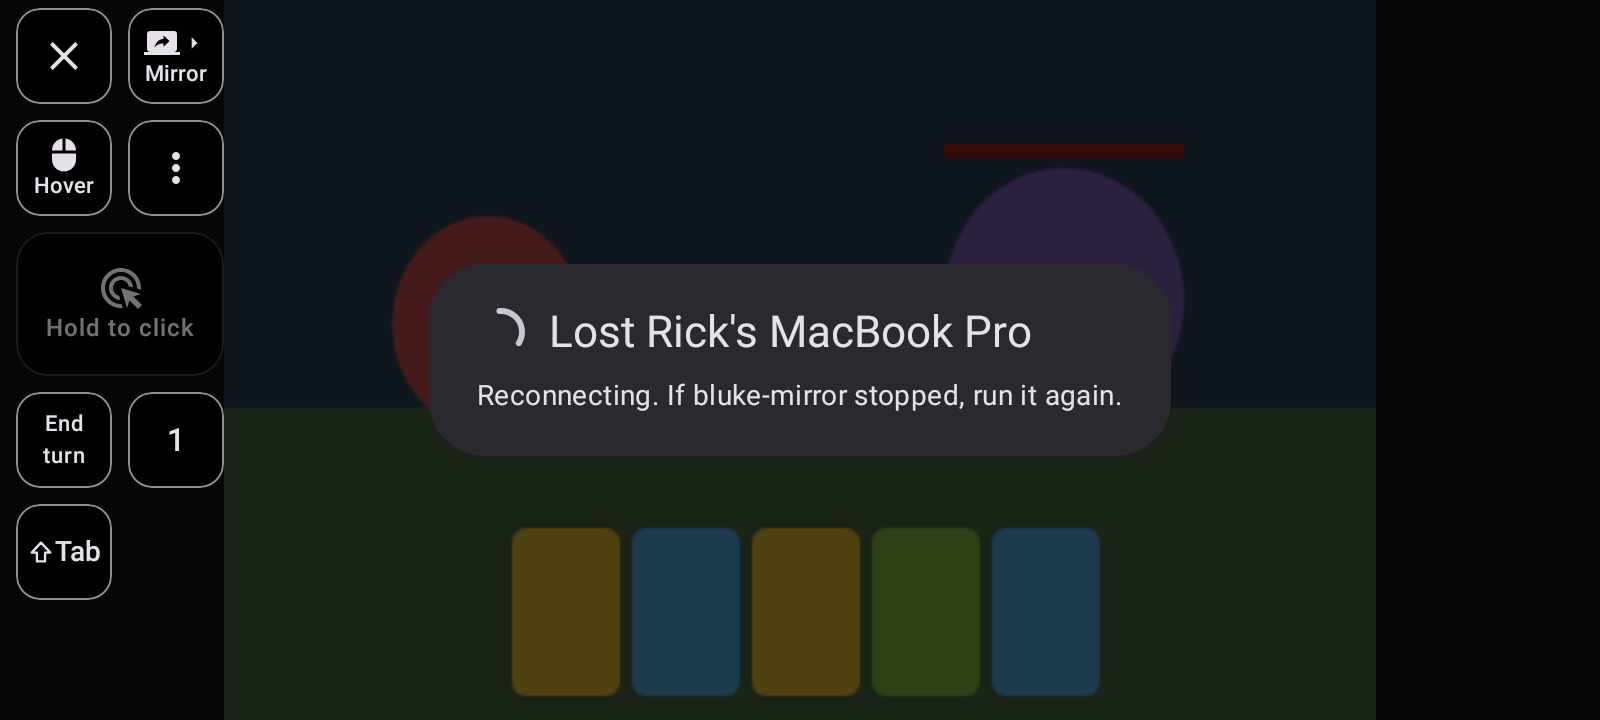 Mirror
Hover
Hold to click
End
turn
1
Tab
Lost Rick's MacBook Pro
Reconnecting. If bluke-mirror stopped, run it again.